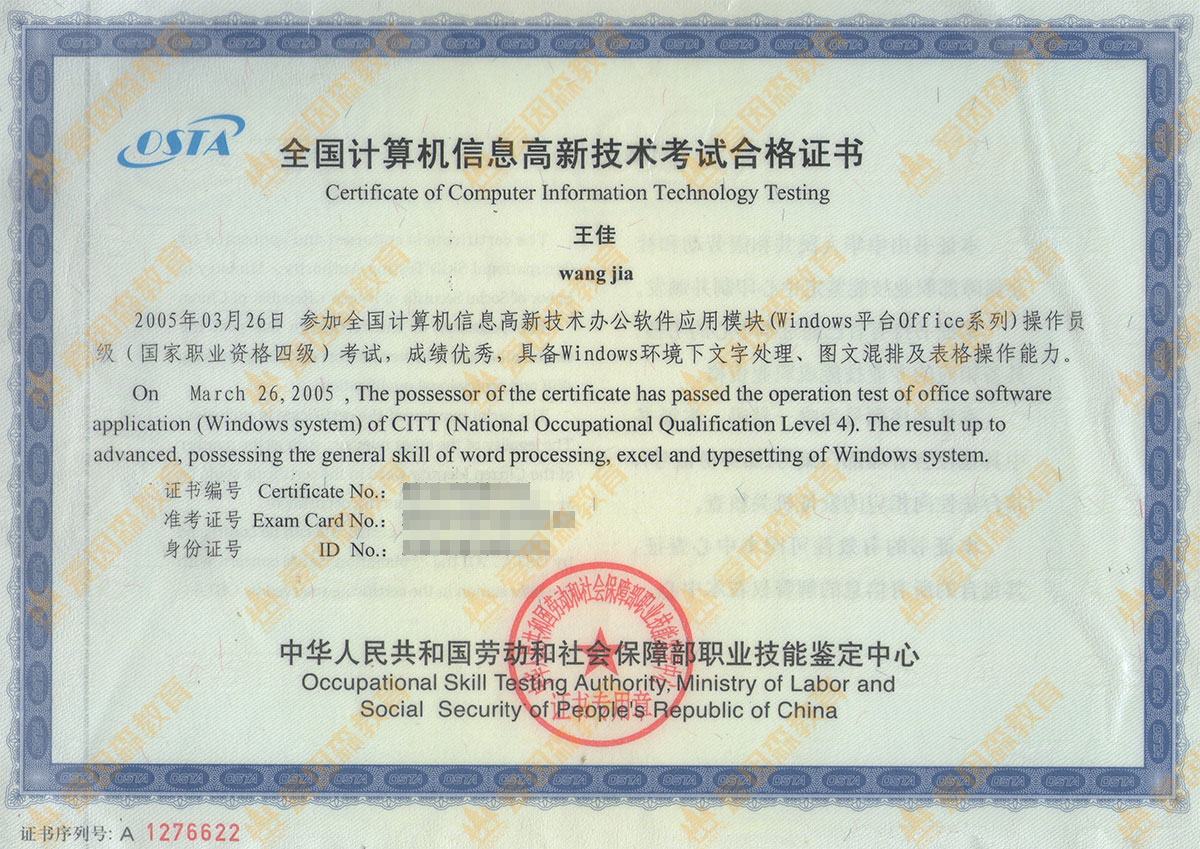 OSTA
全国计算机信息高新技术考试合格证书
Certificate of Computer Information Technology Testing
王佳
wang jia
2005年03月26日 参加全国计算机信息高新技术办公软件应用模块(Windows平台Office系列)操作员
级（国家职业资格四级）考试，成绩优秀，具备Windows环境下文字处理、图文混排及表格操作能力。
On March 26,2005 , The possessor of the certificate has passed the operation test of office software
application (Windows system) of CITT (National Occupational Qualification Level 4). The result up to
advanced, possessing the general skill of word processing, excel and typesetting of Windows system.
证书编号 Certificate No.:
准考证号 Exam Card No.:
身份证号 ID No.:
中华人民共和国劳动和社会保障部职业技能鉴定中心
Occupational Skill Testing Authority, Ministry of Labor and
Social Security of People's Republic of China
证书专用章
证书序列号: A 1276622
爱因森教育